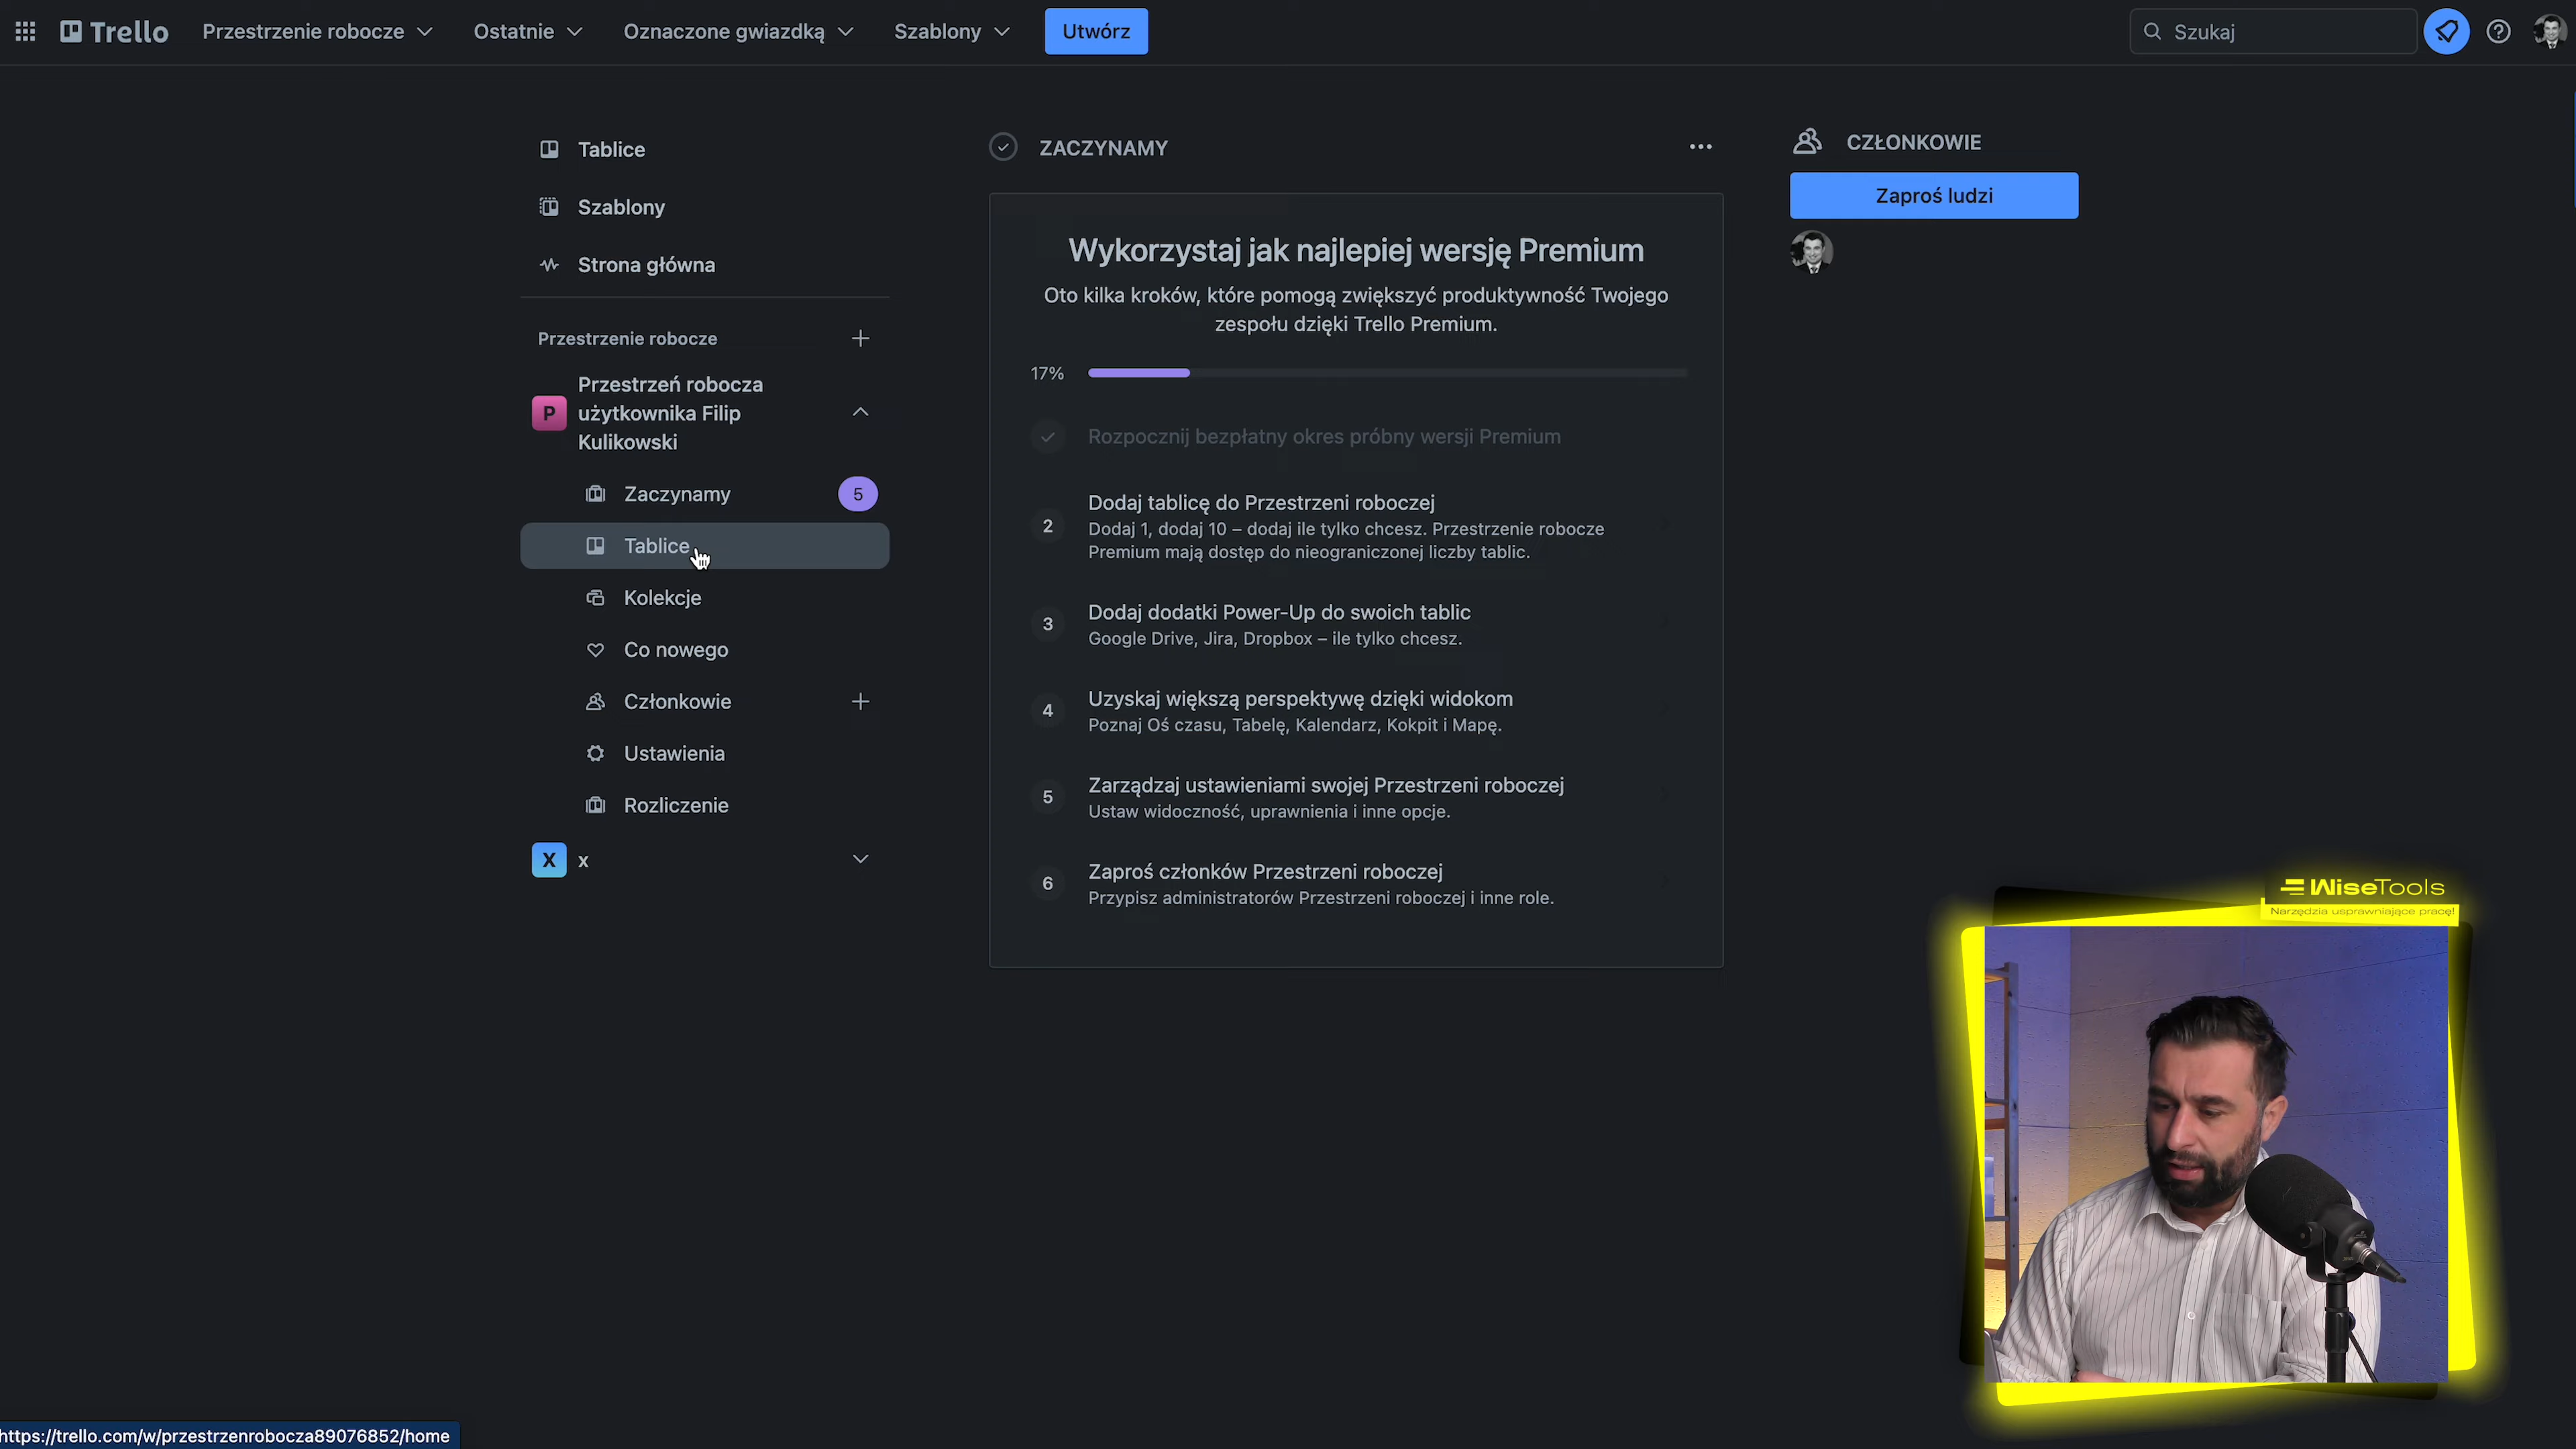 Trello
Przestrzenie robocze
Ostatnie
Oznaczone gwiazdką
Szablony
Utwórz
Szukaj
Tablice
Szablony
Strona główna
Przestrzenie robocze
P
Przestrzeń robocza
użytkownika Filip
Kulikowski
Zaczynamy
5
Tablice
Kolekcje
Co nowego
Członkowie
Ustawienia
Rozliczenie
X
x
ZACZYNAMY
Wykorzystaj jak najlepiej wersję Premium
Oto kilka kroków, które pomogą zwiększyć produktywność Twojego
zespołu dzięki Trello Premium.
17%
Rozpocznij bezpłatny okres próbny wersji Premium
2
Dodaj tablicę do Przestrzeni roboczej
Dodaj 1, dodaj 10 – dodaj ile tylko chcesz. Przestrzenie robocze
Premium mają dostęp do nieograniczonej liczby tablic.
3
Dodaj dodatki Power-Up do swoich tablic
Google Drive, Jira, Dropbox – ile tylko chcesz.
4
Uzyskaj większą perspektywę dzięki widokom
Poznaj Oś czasu, Tabelę, Kalendarz, Kokpit i Mapę.
5
Zarządzaj ustawieniami swojej Przestrzeni roboczej
Ustaw widoczność, uprawnienia i inne opcje.
6
Zaproś członków Przestrzeni roboczej
Przypisz administratorów Przestrzeni roboczej i inne role.
CZŁONKOWIE
Zaproś ludzi
WiseTools
Narzędzia usprawniające pracę!
https://trello.com/w/przestrzenrobocza89076852/home